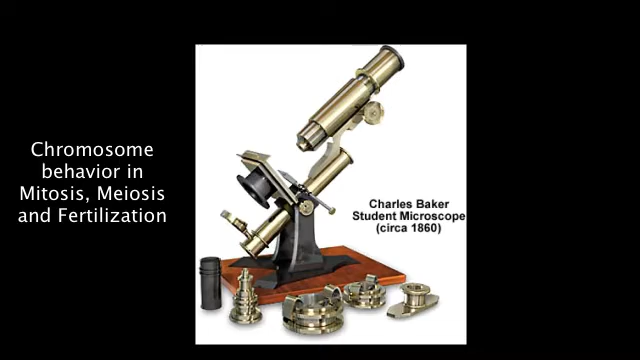 Chromosome
behavior in
Mitosis, Meiosis
and Fertilization
Charles Baker
Student Microscope
(circa 1860)